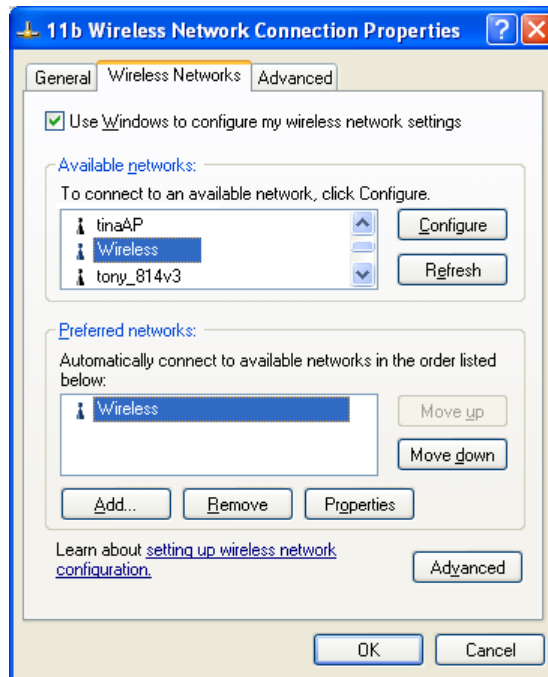 11b Wireless Network Connection Properties
General Wireless Networks Advanced
Use Windows to configure my wireless network settings
Available networks:
To connect to an available network, click Configure.
tinaAP
Wireless
tony_814v3
Configure
Refresh
Preferred networks:
Automatically connect to available networks in the order listed
below:
Wireless
Move up
Move down
Add... Remove Properties
Learn about setting up wireless network
configuration.
Advanced
OK Cancel